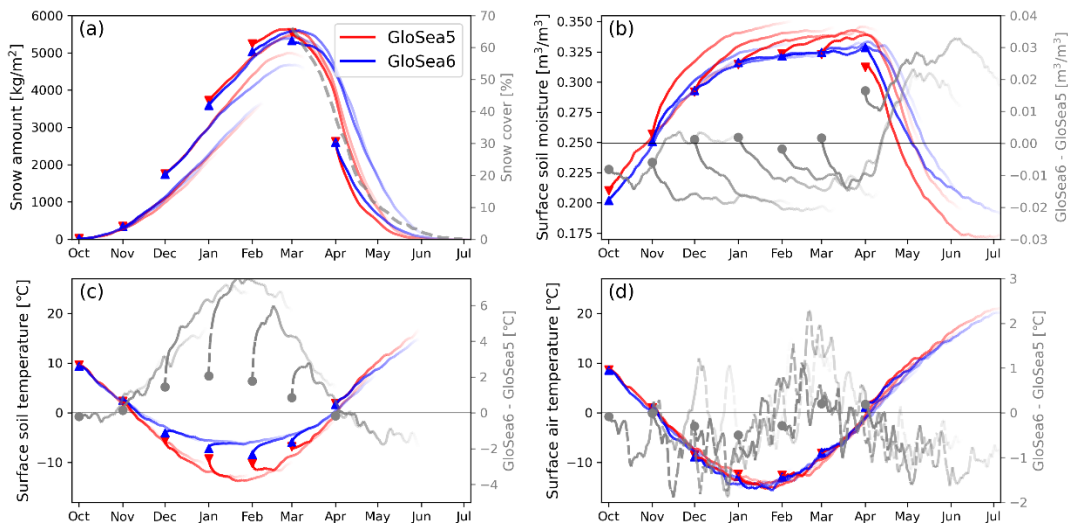 (a)
GloSea5
GloSea6
Snow amount [kg/m²]
6000
5000
4000
3000
2000
1000
0
Snow cover [%]
70
60
50
40
30
20
10
0
Oct Nov Dec Jan Feb Mar Apr May Jun Jul
(b)
Surface soil moisture [m³/m³]
0.350
0.325
0.300
0.275
0.250
0.225
0.200
0.175
GloSea6 - GloSea5 [m³/m³]
0.04
0.03
0.02
0.01
0.00
−0.01
−0.02
−0.03
Oct Nov Dec Jan Feb Mar Apr May Jun Jul
(c)
Surface soil temperature [℃]
20
10
0
−10
GloSea6 - GloSea5 [℃]
6
4
2
0
−2
−4
Oct Nov Dec Jan Feb Mar Apr May Jun Jul
(d)
Surface air temperature [℃]
20
10
0
−10
GloSea6 - GloSea5 [℃]
3
2
1
0
−1
−2
Oct Nov Dec Jan Feb Mar Apr May Jun Jul